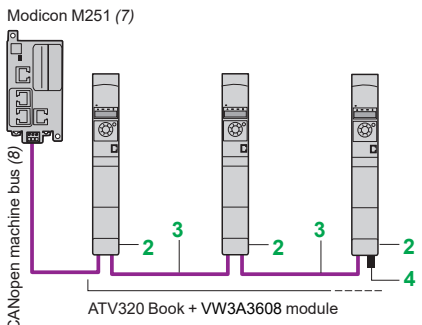 Modicon M251 (7)
CANopen machine bus (8)
3
3
2
2
2
4
ATV320 Book + VW3A3608 module